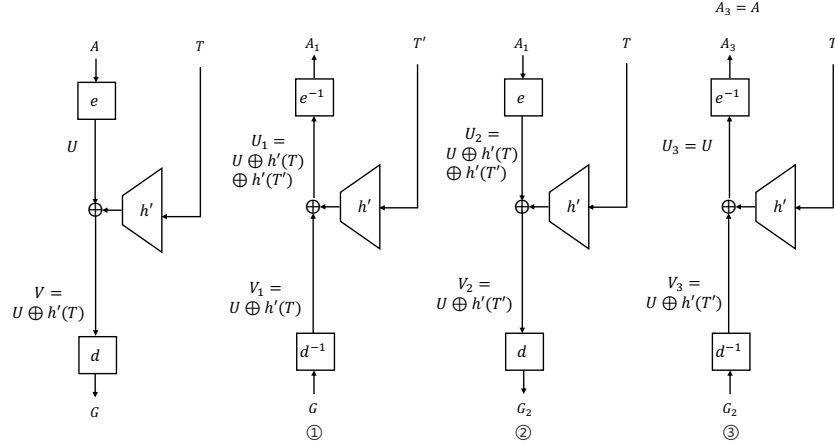 A
T
e
U
h′
⊕
V =
U ⊕ h′(T)
d
G
A₁
T′
e⁻¹
U₁ =
U ⊕ h′(T)
⊕ h′(T′)
h′
⊕
V₁ =
U ⊕ h′(T)
d⁻¹
G
①
A₁
T
e
U₂ =
U ⊕ h′(T)
⊕ h′(T′)
h′
⊕
V₂ =
U ⊕ h′(T′)
d
G₂
②
A₃ = A
A₃
T
e⁻¹
U₃ = U
h′
⊕
V₃ =
U ⊕ h′(T′)
d⁻¹
G₂
③